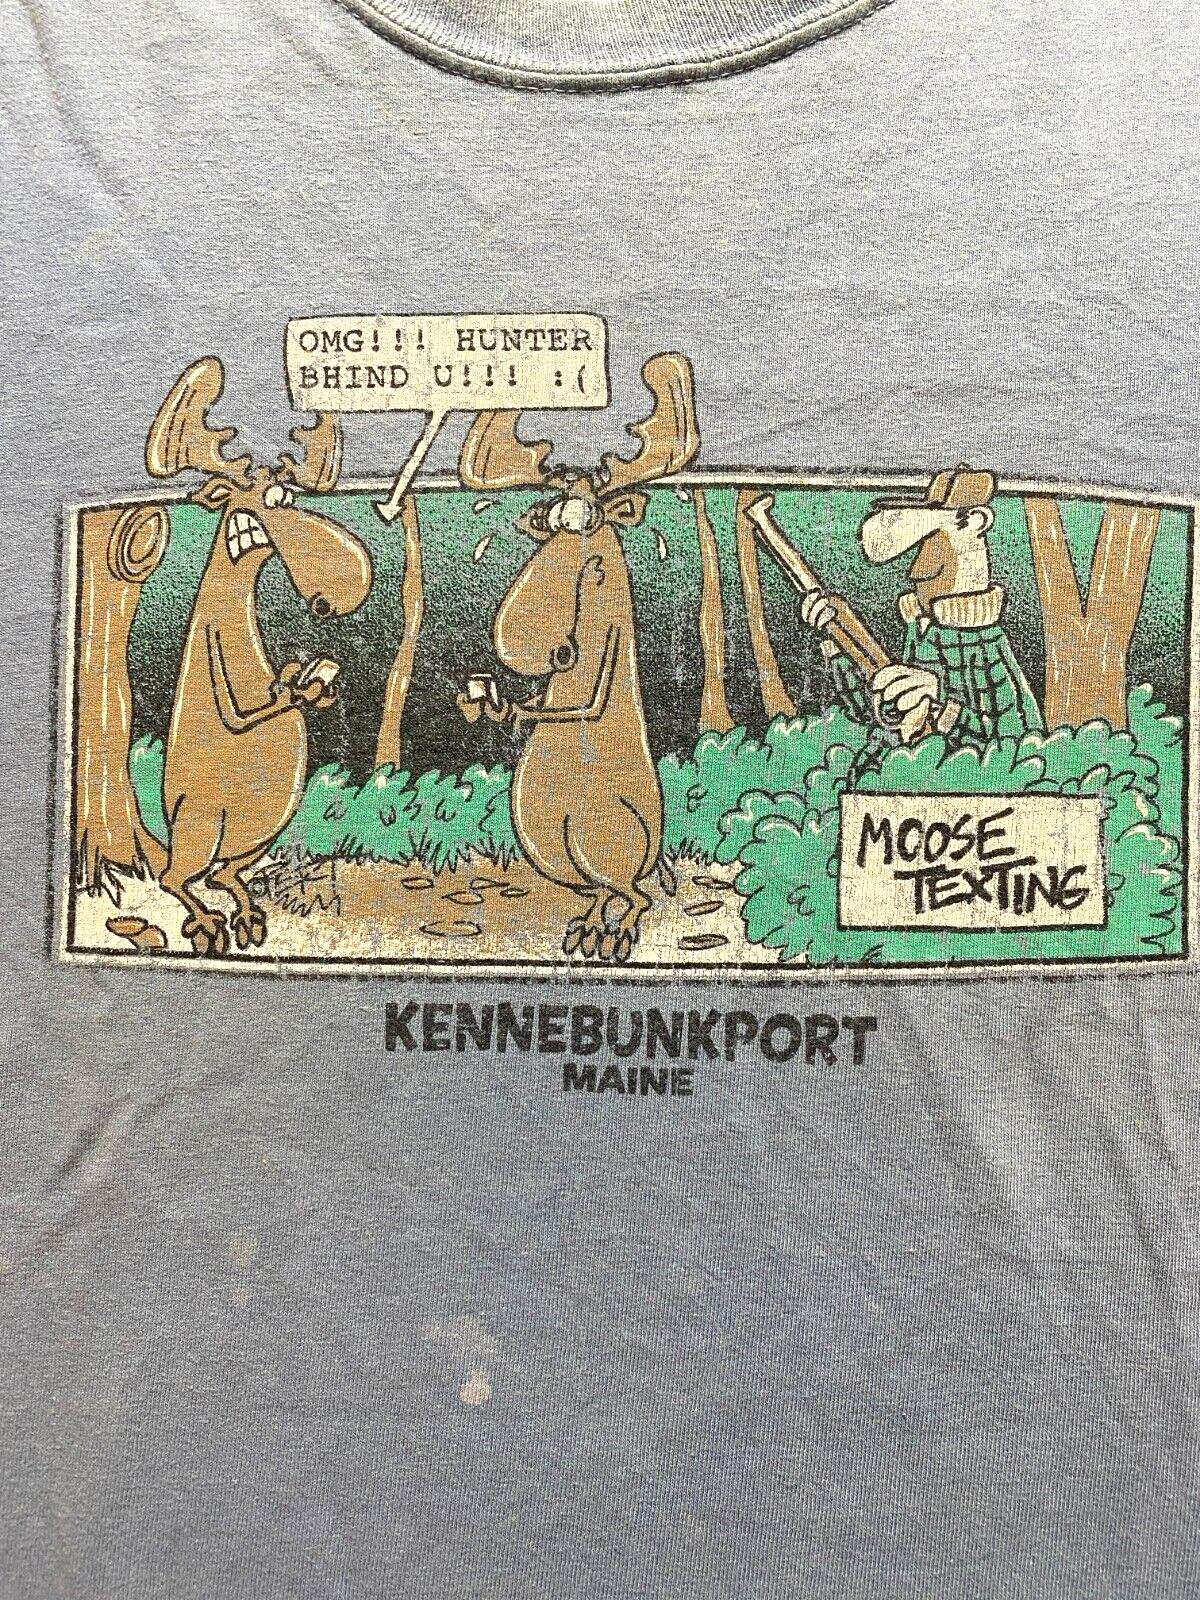 OMG!!! HUNTER
BHIND U!!! :(
MOOSE
TEXTING
KENNEBUNKPORT
MAINE